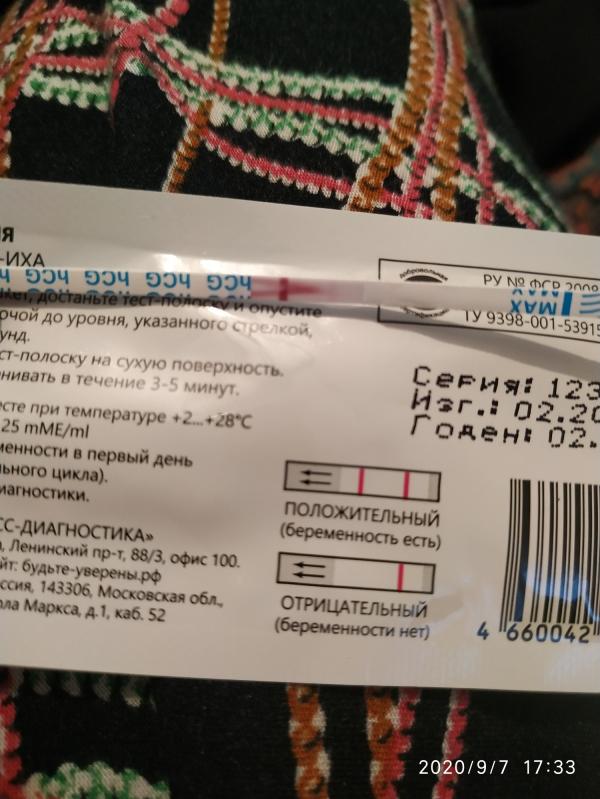 ИЯ
-ИХА
hCG hCG hCG hCG
РУ № ФСР 2008
MAX
ТУ 9398-001-53915
достаньте тест-полоску и опустите
до уровня, указанного стрелкой,
унд.
ст-полоску на сухую поверхность.
нивать в течение 3-5 минут.
есте при температуре +2...+28°C
25 mME/ml
менности в первый день
льного цикла).
иагностики.
Серия: 123
Изг.: 02.20
Годен: 02.
ПОЛОЖИТЕЛЬНЫЙ
(беременность есть)
ОТРИЦАТЕЛЬНЫЙ
(беременности нет)
СС-ДИАГНОСТИКА»
Ленинский пр-т, 88/3, офис 100.
йт: будьте-уверены.рф
ссия, 143306, Московская обл.,
рла Маркса, д.1, каб. 52
4 660042
2020/9/7 17:33